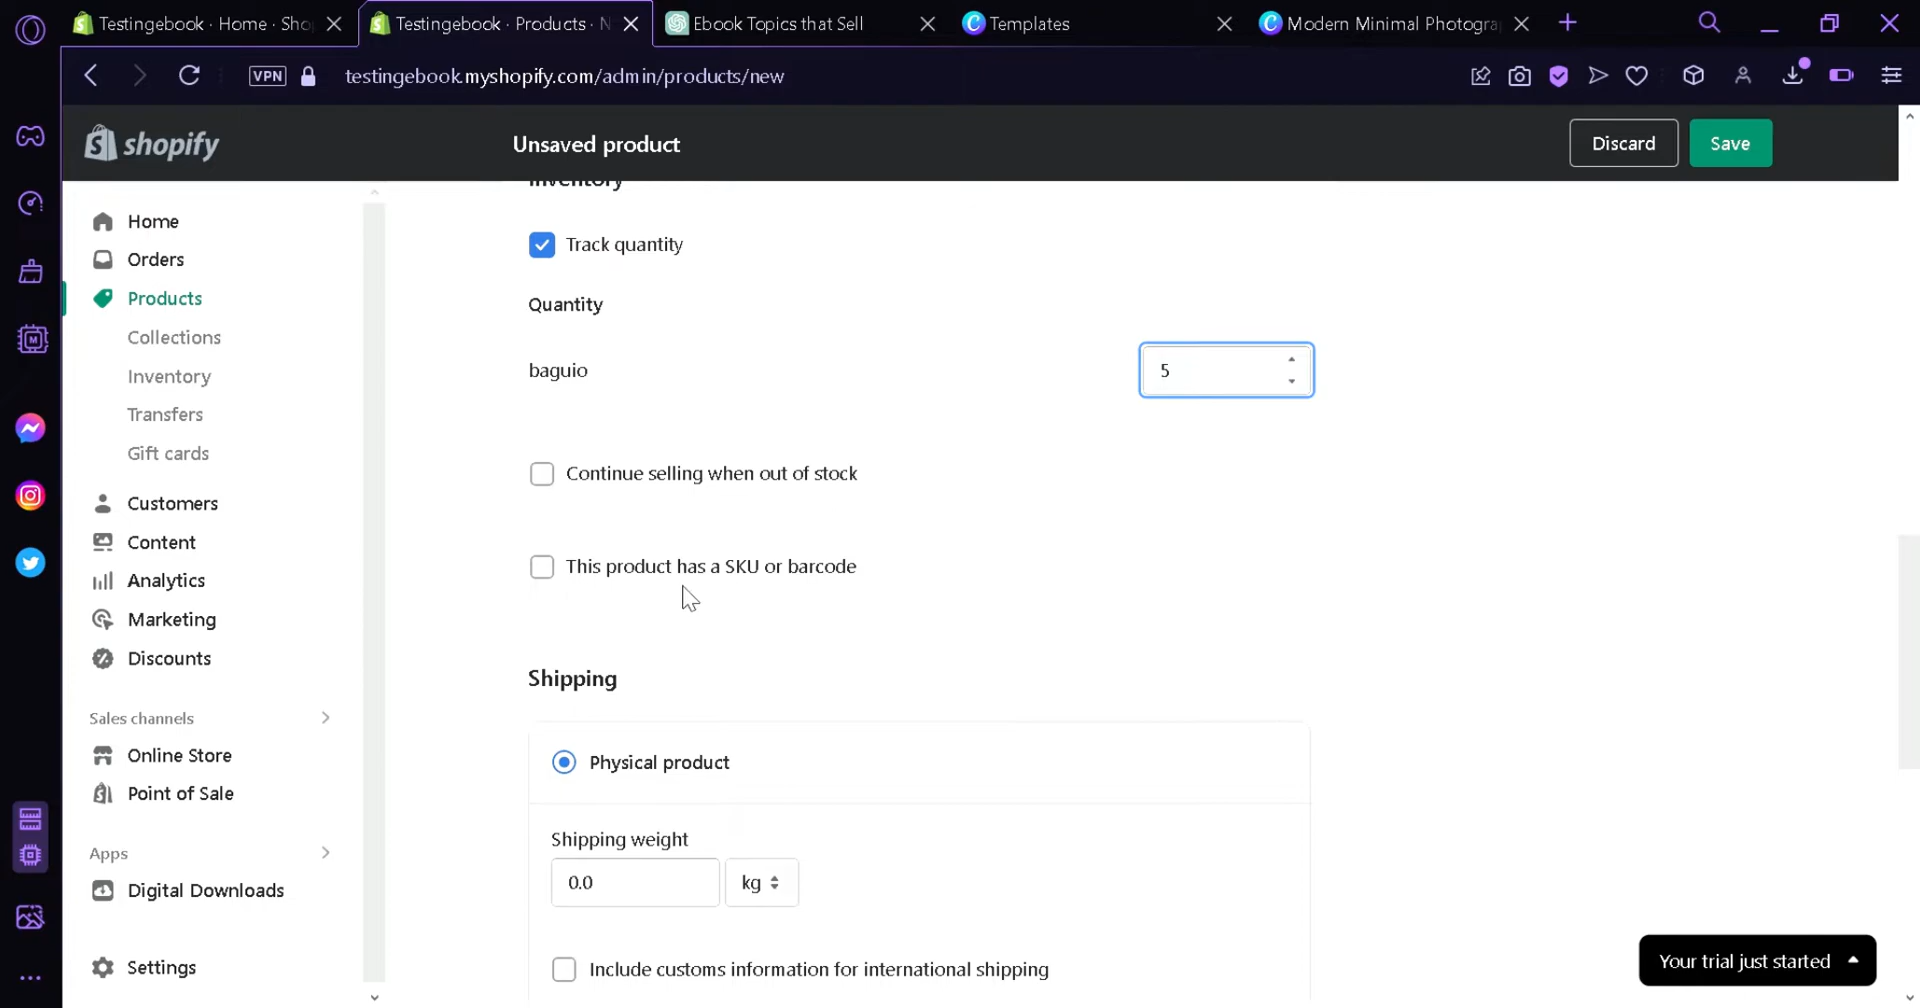 Testingebook · Home · Sho
Testingebook · Products · N
Ebook Topics that Sell
Templates
Modern Minimal Photogra
VPN
testingebook.myshopify.com/admin/products/new
shopify
Unsaved product
Discard
Save
Home
Orders
Products
Collections
Inventory
Transfers
Gift cards
Customers
Content
Analytics
Marketing
Discounts
Sales channels
Online Store
Point of Sale
Apps
Digital Downloads
Settings
Inventory
Track quantity
Quantity
baguio
5
Continue selling when out of stock
This product has a SKU or barcode
Shipping
Physical product
Shipping weight
0.0
kg
Include customs information for international shipping
Your trial just started